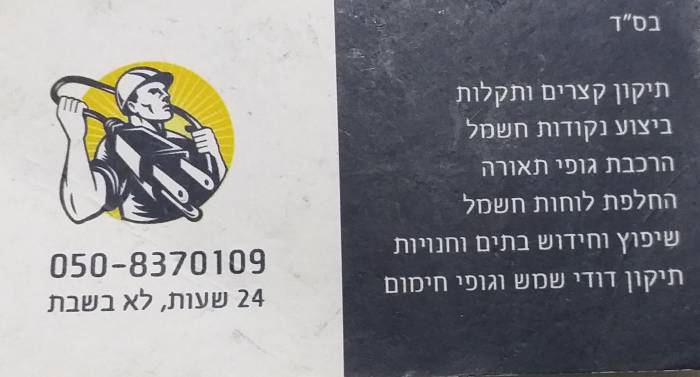 בס"ד
תיקון קצרים ותקלות
ביצוע נקודות חשמל
הרכבת גופי תאורה
החלפת לוחות חשמל
שיפוץ וחידוש בתים וחנויות
תיקון דודי שמש וגופי חימום
050-8370109
24 שעות, לא בשבת